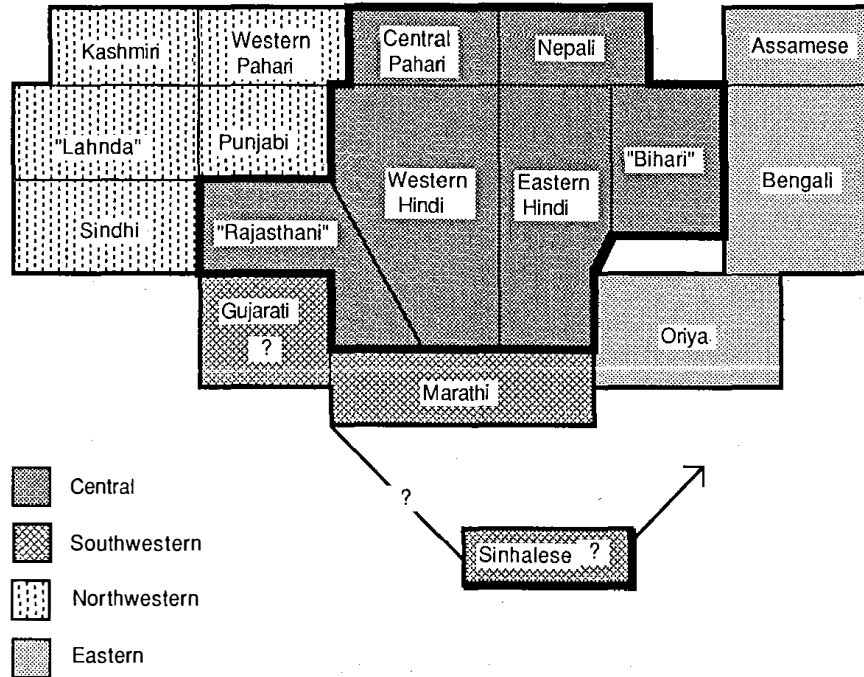 Kashmiri
Western
Pahari
Central
Pahari
Nepali
Assamese
"Lahnda"
Punjabi
Western
Hindi
Eastern
Hindi
"Bihari"
Bengali
Sindhi
"Rajasthani"
Gujarati
?
Oriya
Marathi
?
Sinhalese ?
Central
Southwestern
Northwestern
Eastern